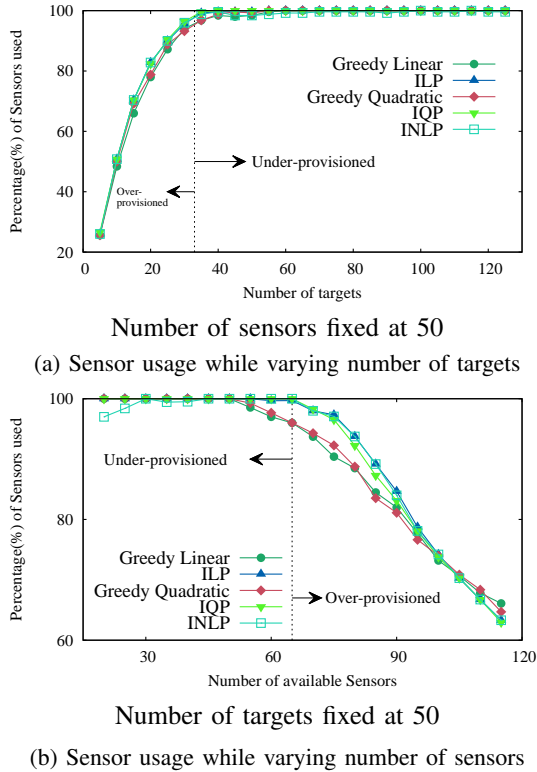 100
80
60
40
20
0 20 40 60 80 100 120
Percentage(%) of Sensors used
Greedy Linear
ILP
Greedy Quadratic
IQP
INLP
Under-provisioned
Over-
provisioned
Number of targets
Number of sensors fixed at 50
(a) Sensor usage while varying number of targets
100
80
60
30 60 90 120
Percentage(%) of Sensors used
Under-provisioned
Greedy Linear
ILP
Greedy Quadratic
IQP
INLP
Over-provisioned
Number of available Sensors
Number of targets fixed at 50
(b) Sensor usage while varying number of sensors